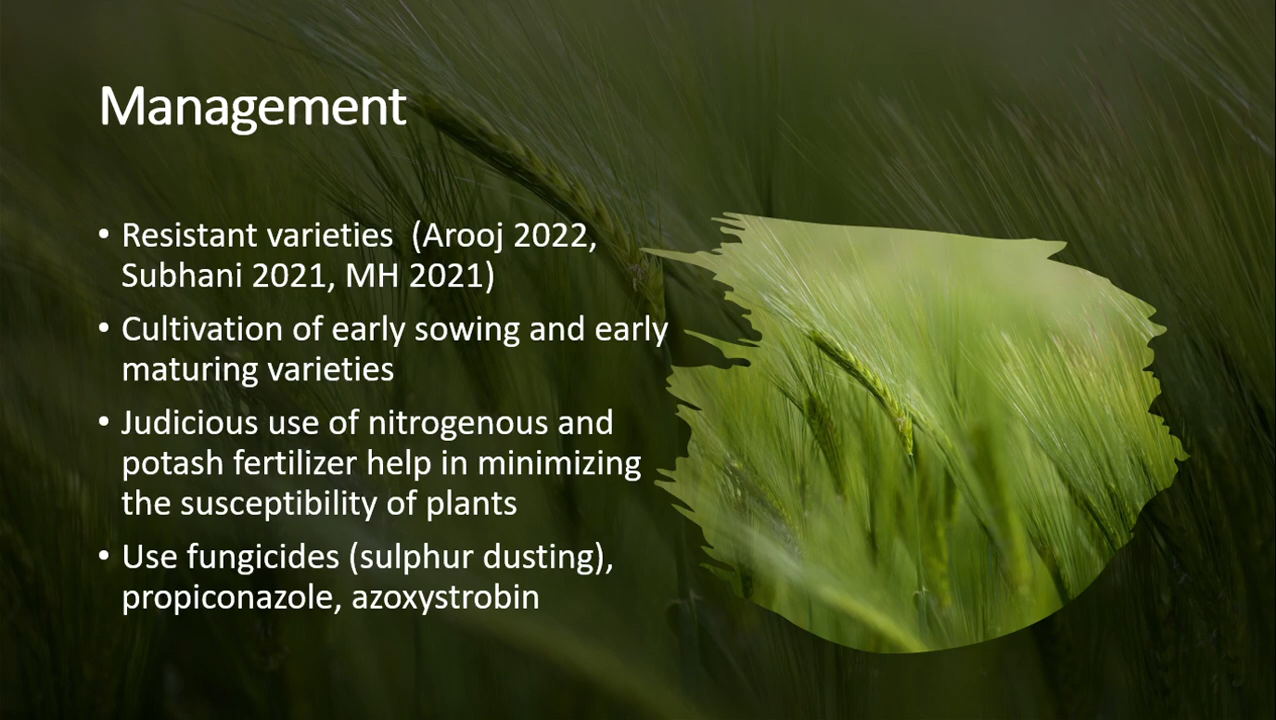 Management
• Resistant varieties  (Arooj 2022,
Subhani 2021, MH 2021)
• Cultivation of early sowing and early
maturing varieties
• Judicious use of nitrogenous and
potash fertilizer help in minimizing
the susceptibility of plants
• Use fungicides (sulphur dusting),
propiconazole, azoxystrobin